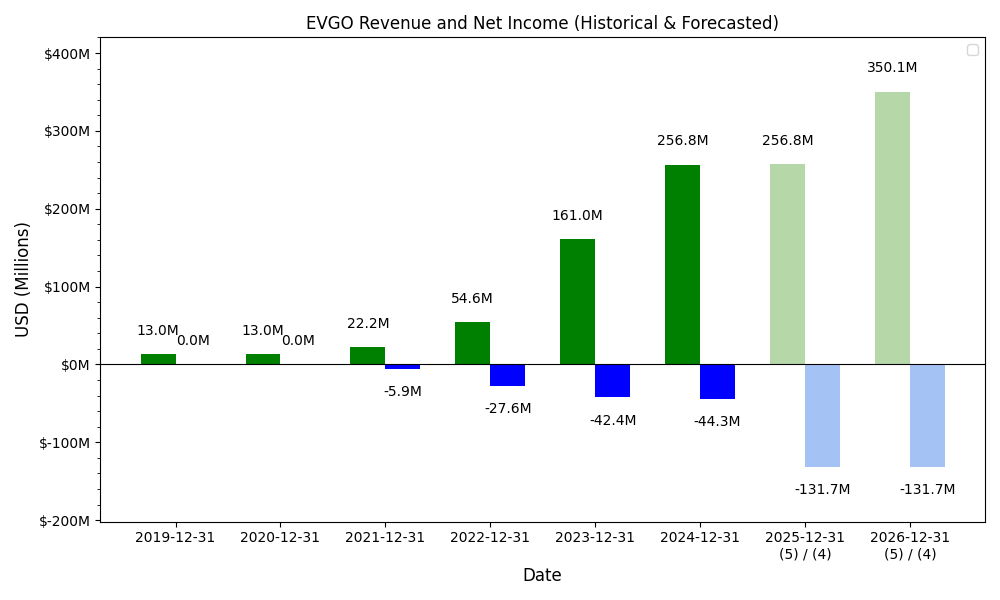 EVGO Revenue and Net Income (Historical & Forecasted)
USD (Millions)
$400M
$300M
$200M
$100M
$0M
$-100M
$-200M
13.0M
0.0M
13.0M
0.0M
22.2M
-5.9M
54.6M
-27.6M
161.0M
-42.4M
256.8M
-44.3M
256.8M
-131.7M
350.1M
-131.7M
2019-12-31
2020-12-31
2021-12-31
2022-12-31
2023-12-31
2024-12-31
2025-12-31
(5) / (4)
2026-12-31
(5) / (4)
Date